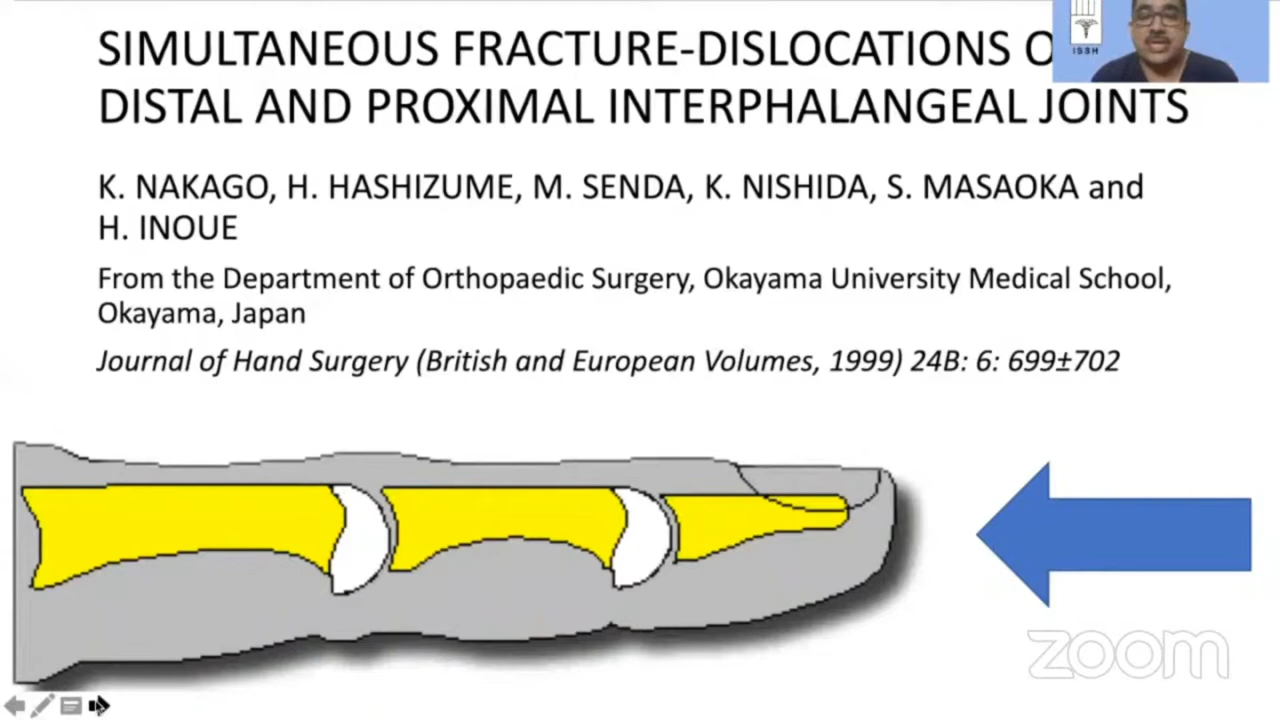 SIMULTANEOUS FRACTURE-DISLOCATIONS O
ISSH
DISTAL AND PROXIMAL INTERPHALANGEAL JOINTS
K. NAKAGO, H. HASHIZUME, M. SENDA, K. NISHIDA, S. MASAOKA and
H. INOUE
From the Department of Orthopaedic Surgery, Okayama University Medical School,
Okayama, Japan
Journal of Hand Surgery (British and European Volumes, 1999) 24B: 6: 699±702
zoom